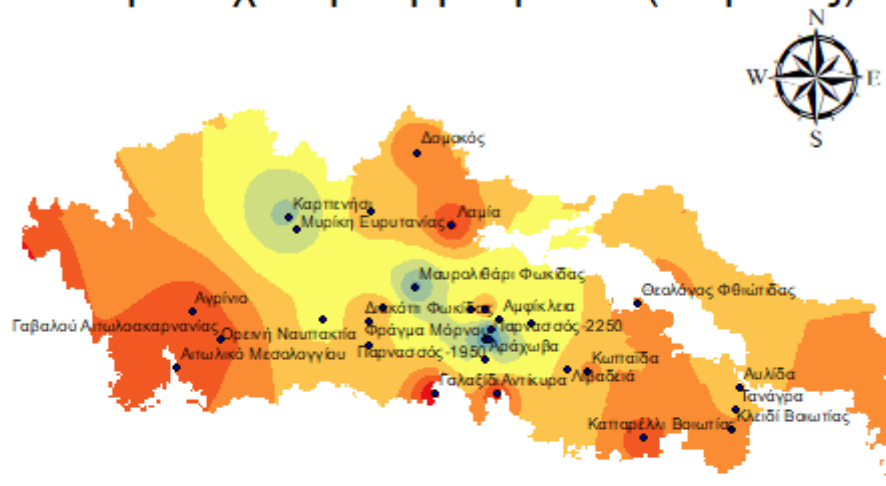 N
W E
S
Δομοκός
Καρπενήσι
Μυρίκη Ευρυτανίας
Λαμία
Μαυρολιθάρι Φωκίδας
Θεολόγος Φθιώτιδας
Αγρίνιο
Διακόπι Φωκίδας
Αμφίκλεια
Γαβαλού Αιτωλοακαρνανίας
Ορεινή Ναυπακτία
Φράγμα Μόρνου
Παρνασσός-2250
Αράχωβα
Αιτωλικό Μεσολογγίου
Παρνασσός-1950
Κωπαΐδα
Γαλαξίδι
Αντίκυρα
Λιβαδειά
Αυλίδα
Τανάγρα
Καπαρέλλι Βοιωτίας
Κλειδί Βοιωτίας